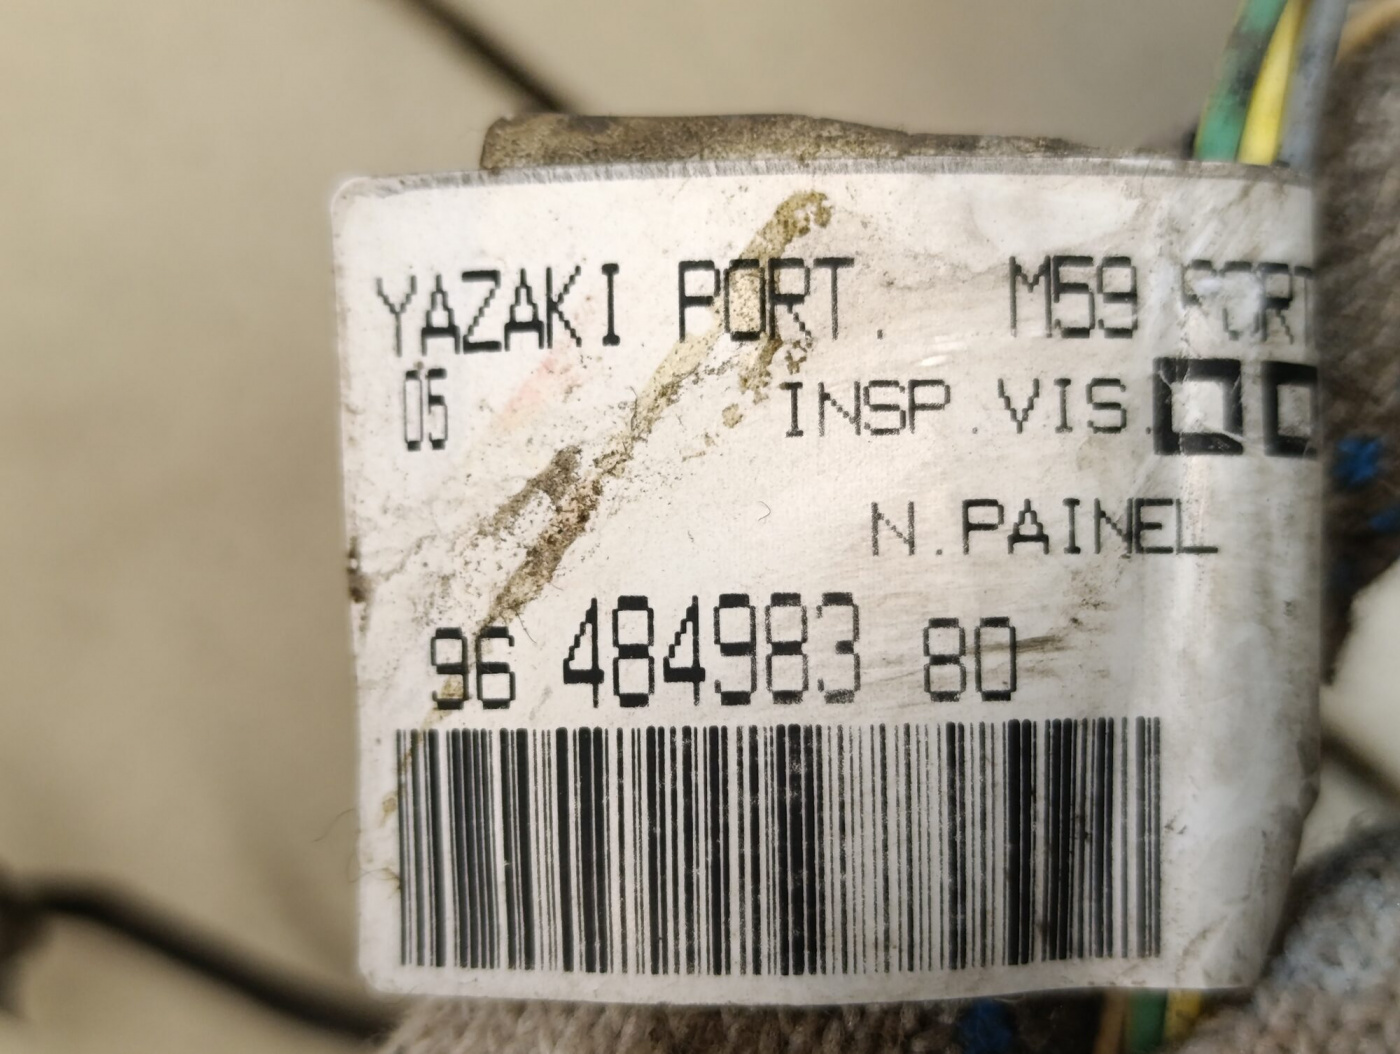 YAZAKI PORT. M59
05 INSP.VIS.
N.PAINEL
96 484983 80